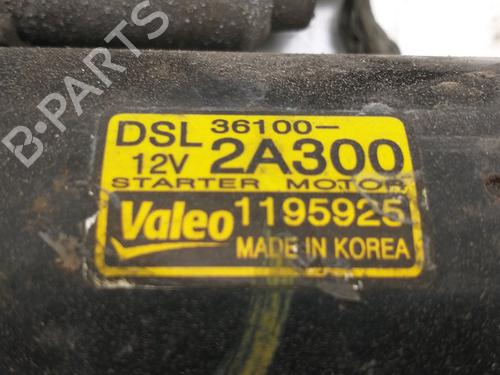 B-PARTS
DSL 36100-
12V 2A300
STARTER MOTOR
Valeo 1195925
MADE IN KOREA